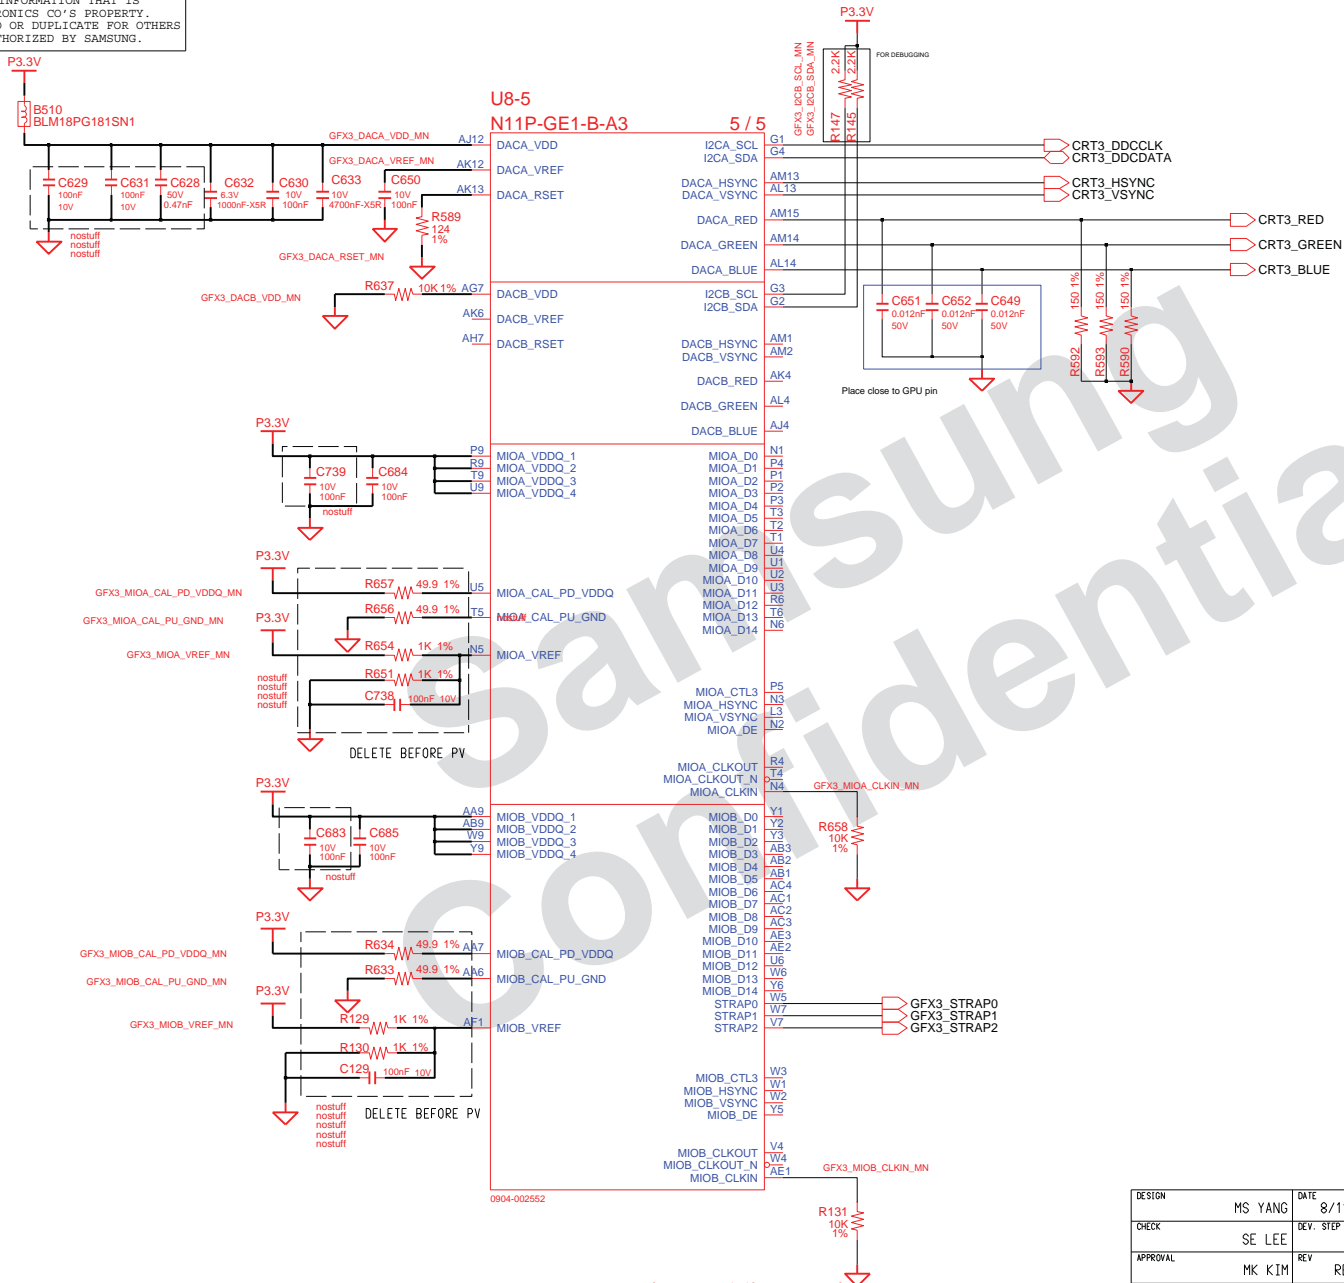 INFORMATION THAT IS
RONICS CO'S PROPERTY.
O OR DUPLICATE FOR OTHERS
HORIZED BY SAMSUNG.
P3.3V
B510
BLM18PG181SN1
C629
100nF
10V
C631
100nF
10V
C628
50V
0.47nF
C632
6.3V
1000nF-X5R
C630
10V
100nF
C633
10V
4700nF-X5R
C650
10V
100nF
nostuff
nostuff
nostuff
GFX3_DACA_VDD_MN
GFX3_DACA_VREF_MN
R589
124
1%
GFX3_DACA_RSET_MN
GFX3_DACB_VDD_MN
R637
10K 1%
U8-5
N11P-GE1-B-A3
5 / 5
AJ12 DACA_VDD
AK12 DACA_VREF
AK13 DACA_RSET
AG7 DACB_VDD
AK6 DACB_VREF
AH7 DACB_RSET
I2CA_SCL G1
I2CA_SDA G4
DACA_HSYNC AM13
DACA_VSYNC AL13
DACA_RED AM15
DACA_GREEN AM14
DACA_BLUE AL14
I2CB_SCL G3
I2CB_SDA G2
DACB_HSYNC AM1
DACB_VSYNC AM2
DACB_RED AK4
DACB_GREEN AL4
DACB_BLUE AJ4
P3.3V
GFX3_I2CB_SCL_MN
GFX3_I2CB_SDA_MN
2.2K
2.2K
R147
R145
FOR DEBUGGING
CRT3_DDCCLK
CRT3_DDCDATA
CRT3_HSYNC
CRT3_VSYNC
CRT3_RED
CRT3_GREEN
CRT3_BLUE
C651
0.012nF
50V
C652
0.012nF
50V
C649
0.012nF
50V
Place close to GPU pin
150 1%
150 1%
150 1%
R592
R593
R590
P3.3V
C739
10V
100nF
C684
10V
100nF
nostuff
P9 MIOA_VDDQ_1
R9 MIOA_VDDQ_2
T9 MIOA_VDDQ_3
U9 MIOA_VDDQ_4
MIOA_D0 N1
MIOA_D1 P4
MIOA_D2 P1
MIOA_D3 P2
MIOA_D4 P3
MIOA_D5 T3
MIOA_D6 T2
MIOA_D7 T1
MIOA_D8 U4
MIOA_D9 U1
MIOA_D10 U2
MIOA_D11 U3
MIOA_D12 R6
MIOA_D13 T6
MIOA_D14 N6
P3.3V
GFX3_MIOA_CAL_PD_VDDQ_MN
R657 49.9 1% U5 MIOA_CAL_PD_VDDQ
GFX3_MIOA_CAL_PU_GND_MN
R656 49.9 1% T5 MIOA_CAL_PU_GND
nostuff
P3.3V
GFX3_MIOA_VREF_MN
R654 1K 1% N5 MIOA_VREF
R651 1K 1%
C738 100nF 10V
nostuff
nostuff
nostuff
nostuff
DELETE BEFORE PV
MIOA_CTL3 P5
MIOA_HSYNC N3
MIOA_VSYNC L3
MIOA_DE N2
MIOA_CLKOUT R4
MIOA_CLKOUT_N T4
MIOA_CLKIN N4
GFX3_MIOA_CLKIN_MN
R658
10K
1%
P3.3V
C683
10V
100nF
C685
10V
100nF
nostuff
AA9 MIOB_VDDQ_1
AB9 MIOB_VDDQ_2
W9 MIOB_VDDQ_3
Y9 MIOB_VDDQ_4
MIOB_D0 Y1
MIOB_D1 Y2
MIOB_D2 Y3
MIOB_D3 AB3
MIOB_D4 AB2
MIOB_D5 AB1
MIOB_D6 AC4
MIOB_D7 AC1
MIOB_D8 AC2
MIOB_D9 AC3
MIOB_D10 AE3
MIOB_D11 AE2
MIOB_D12 U6
MIOB_D13 W6
MIOB_D14 Y6
STRAP0 W5
STRAP1 W7
STRAP2 V7
GFX3_STRAP0
GFX3_STRAP1
GFX3_STRAP2
P3.3V
GFX3_MIOB_CAL_PD_VDDQ_MN
R634 49.9 1% AA7 MIOB_CAL_PD_VDDQ
GFX3_MIOB_CAL_PU_GND_MN
R633 49.9 1% AA6 MIOB_CAL_PU_GND
P3.3V
GFX3_MIOB_VREF_MN
R129 1K 1% AF1 MIOB_VREF
R130 1K 1%
C129 100nF 10V
nostuff
nostuff
nostuff
nostuff
nostuff
DELETE BEFORE PV
MIOB_CTL3 W3
MIOB_HSYNC W1
MIOB_VSYNC W2
MIOB_DE Y5
MIOB_CLKOUT V4
MIOB_CLKOUT_N W4
MIOB_CLKIN AE1
GFX3_MIOB_CLKIN_MN
R131
10K
1%
0904-002552
Samsung
Confidentia
DESIGN MS YANG DATE 8/1
CHECK SE LEE DEV. STEP
APPROVAL MK KIM REV